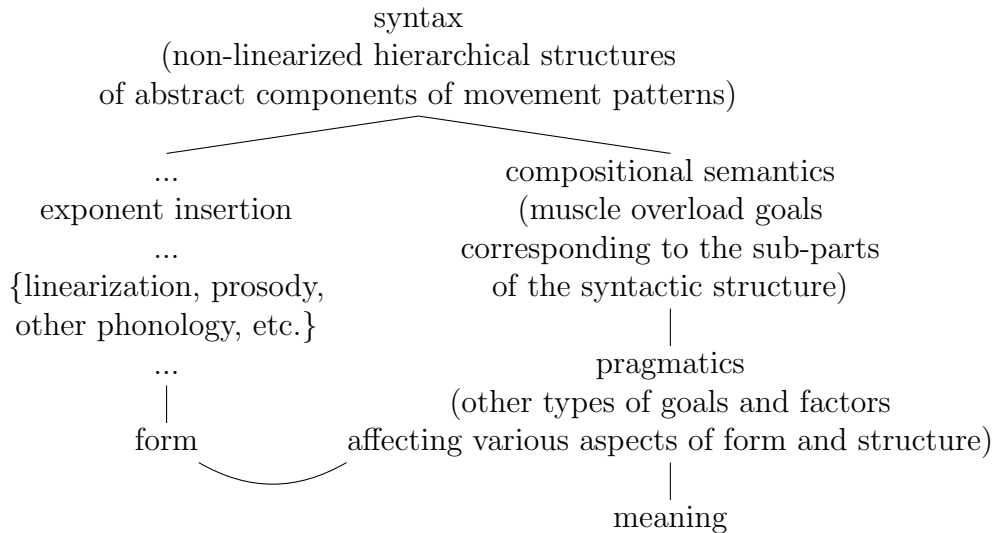 syntax
(non-linearized hierarchical structures
of abstract components of movement patterns)
...
exponent insertion
...
{linearization, prosody,
other phonology, etc.}
...
form
compositional semantics
(muscle overload goals
corresponding to the sub-parts
of the syntactic structure)
pragmatics
(other types of goals and factors
affecting various aspects of form and structure)
meaning